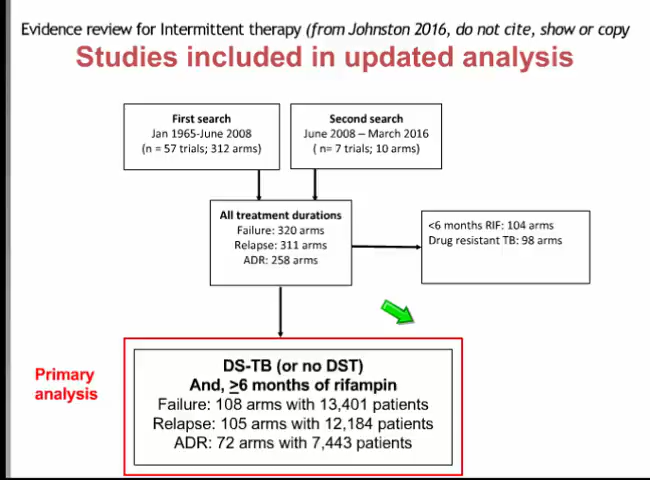 Evidence review for Intermittent therapy (from Johnston 2016, do not cite, show or copy
Studies included in updated analysis
First search
Jan 1965-June 2008
(n = 57 trials; 312 arms)
Second search
June 2008 – March 2016
( n= 7 trials; 10 arms)
All treatment durations
Failure: 320 arms
Relapse: 311 arms
ADR: 258 arms
<6 months RIF: 104 arms
Drug resistant TB: 98 arms
Primary
analysis
DS-TB (or no DST)
And, ≥6 months of rifampin
Failure: 108 arms with 13,401 patients
Relapse: 105 arms with 12,184 patients
ADR: 72 arms with 7,443 patients